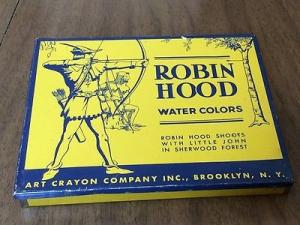 ROBIN
HOOD
WATER COLORS
ROBIN HOOD SHOOTS
WITH LITTLE JOHN
IN SHERWOOD FOREST
ART CRAYON COMPANY INC., BROOKLYN, N. Y.